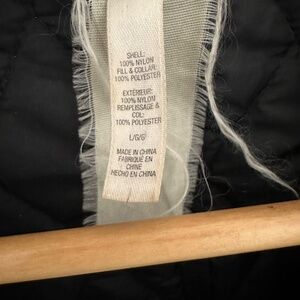 SHELL:
100% NYLON
FILL & COLLAR:
100% POLYESTER
EXTÉRIEUR:
100% NYLON
REMPLISSAGE &
COL:
100% POLYESTER
L/G/G
MADE IN CHINA
FABRIQUÉ EN
CHINE
HECHO EN CHINA